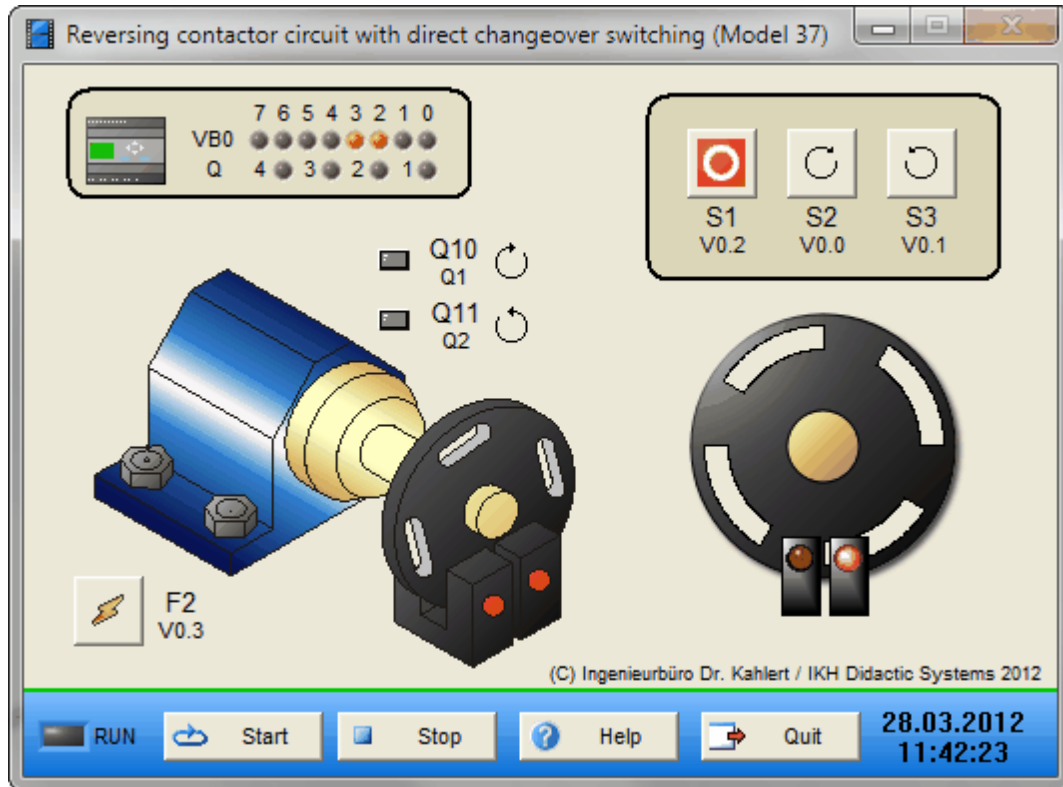 Reversing contactor circuit with direct changeover switching (Model 37)
7 6 5 4 3 2 1 0
VB0
Q 4 3 2 1
S1 S2 S3
V0.2 V0.0 V0.1
Q10
Q1
Q11
Q2
F2
V0.3
(C) Ingenieurbüro Dr. Kahlert / IKH Didactic Systems 2012
RUN Start Stop Help Quit
28.03.2012
11:42:23